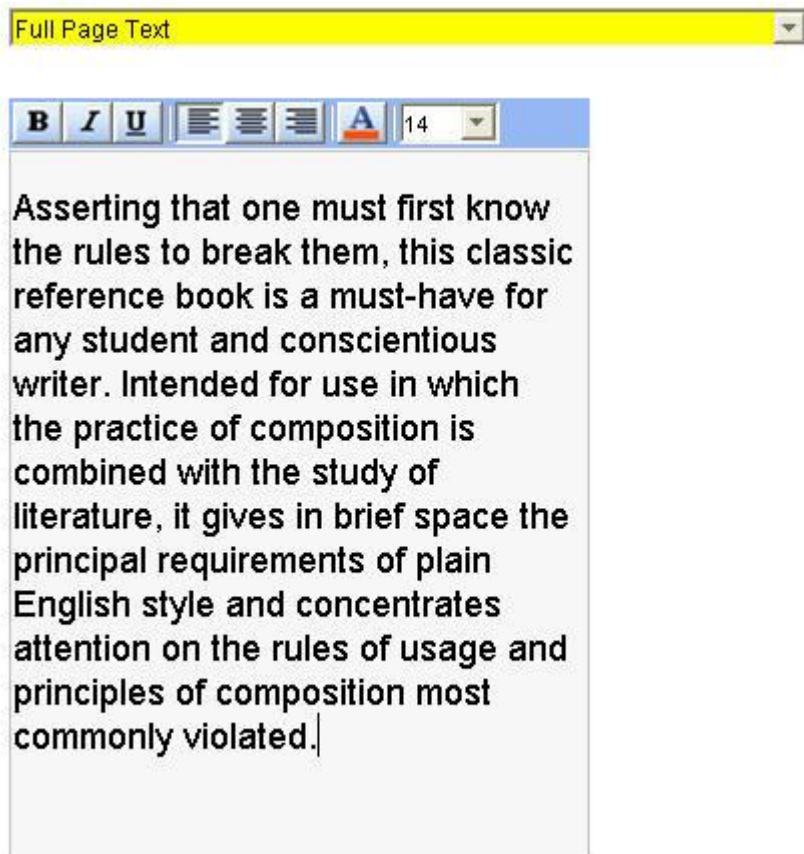 Full Page Text
B I U A 14
Asserting that one must first know
the rules to break them, this classic
reference book is a must-have for
any student and conscientious
writer. Intended for use in which
the practice of composition is
combined with the study of
literature, it gives in brief space the
principal requirements of plain
English style and concentrates
attention on the rules of usage and
principles of composition most
commonly violated.